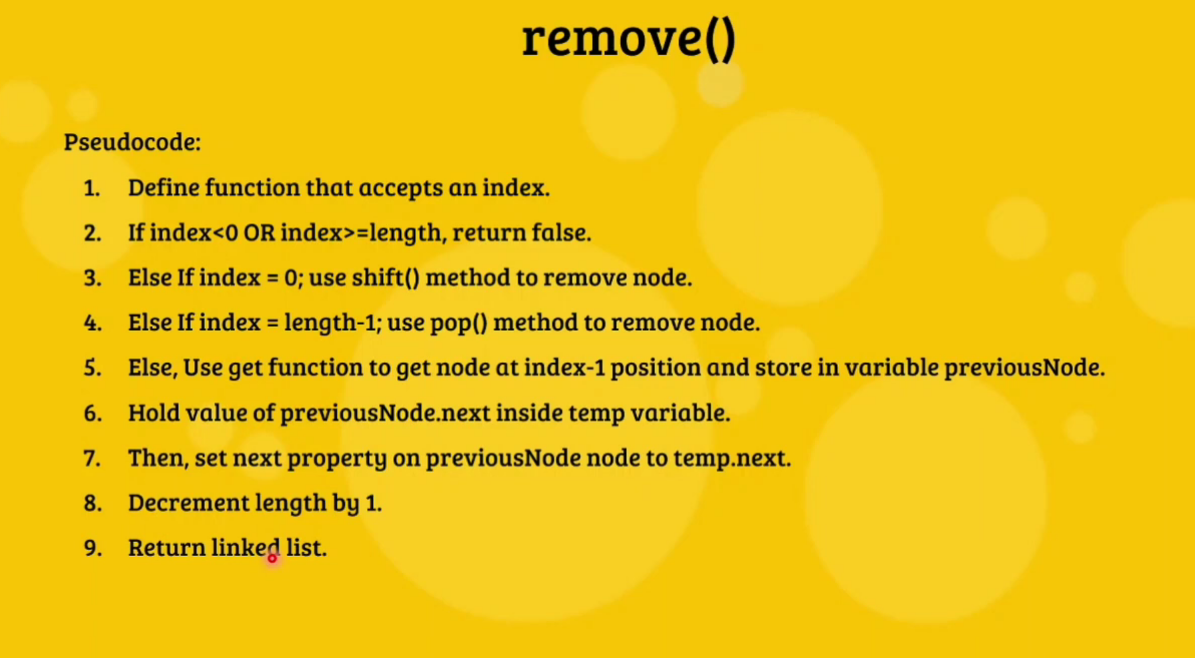 remove()
Pseudocode:
1. Define function that accepts an index.
2. If index<0 OR index>=length, return false.
3. Else If index = 0; use shift() method to remove node.
4. Else If index = length-1; use pop() method to remove node.
5. Else, Use get function to get node at index-1 position and store in variable previousNode.
6. Hold value of previousNode.next inside temp variable.
7. Then, set next property on previousNode node to temp.next.
8. Decrement length by 1.
9. Return linked list.